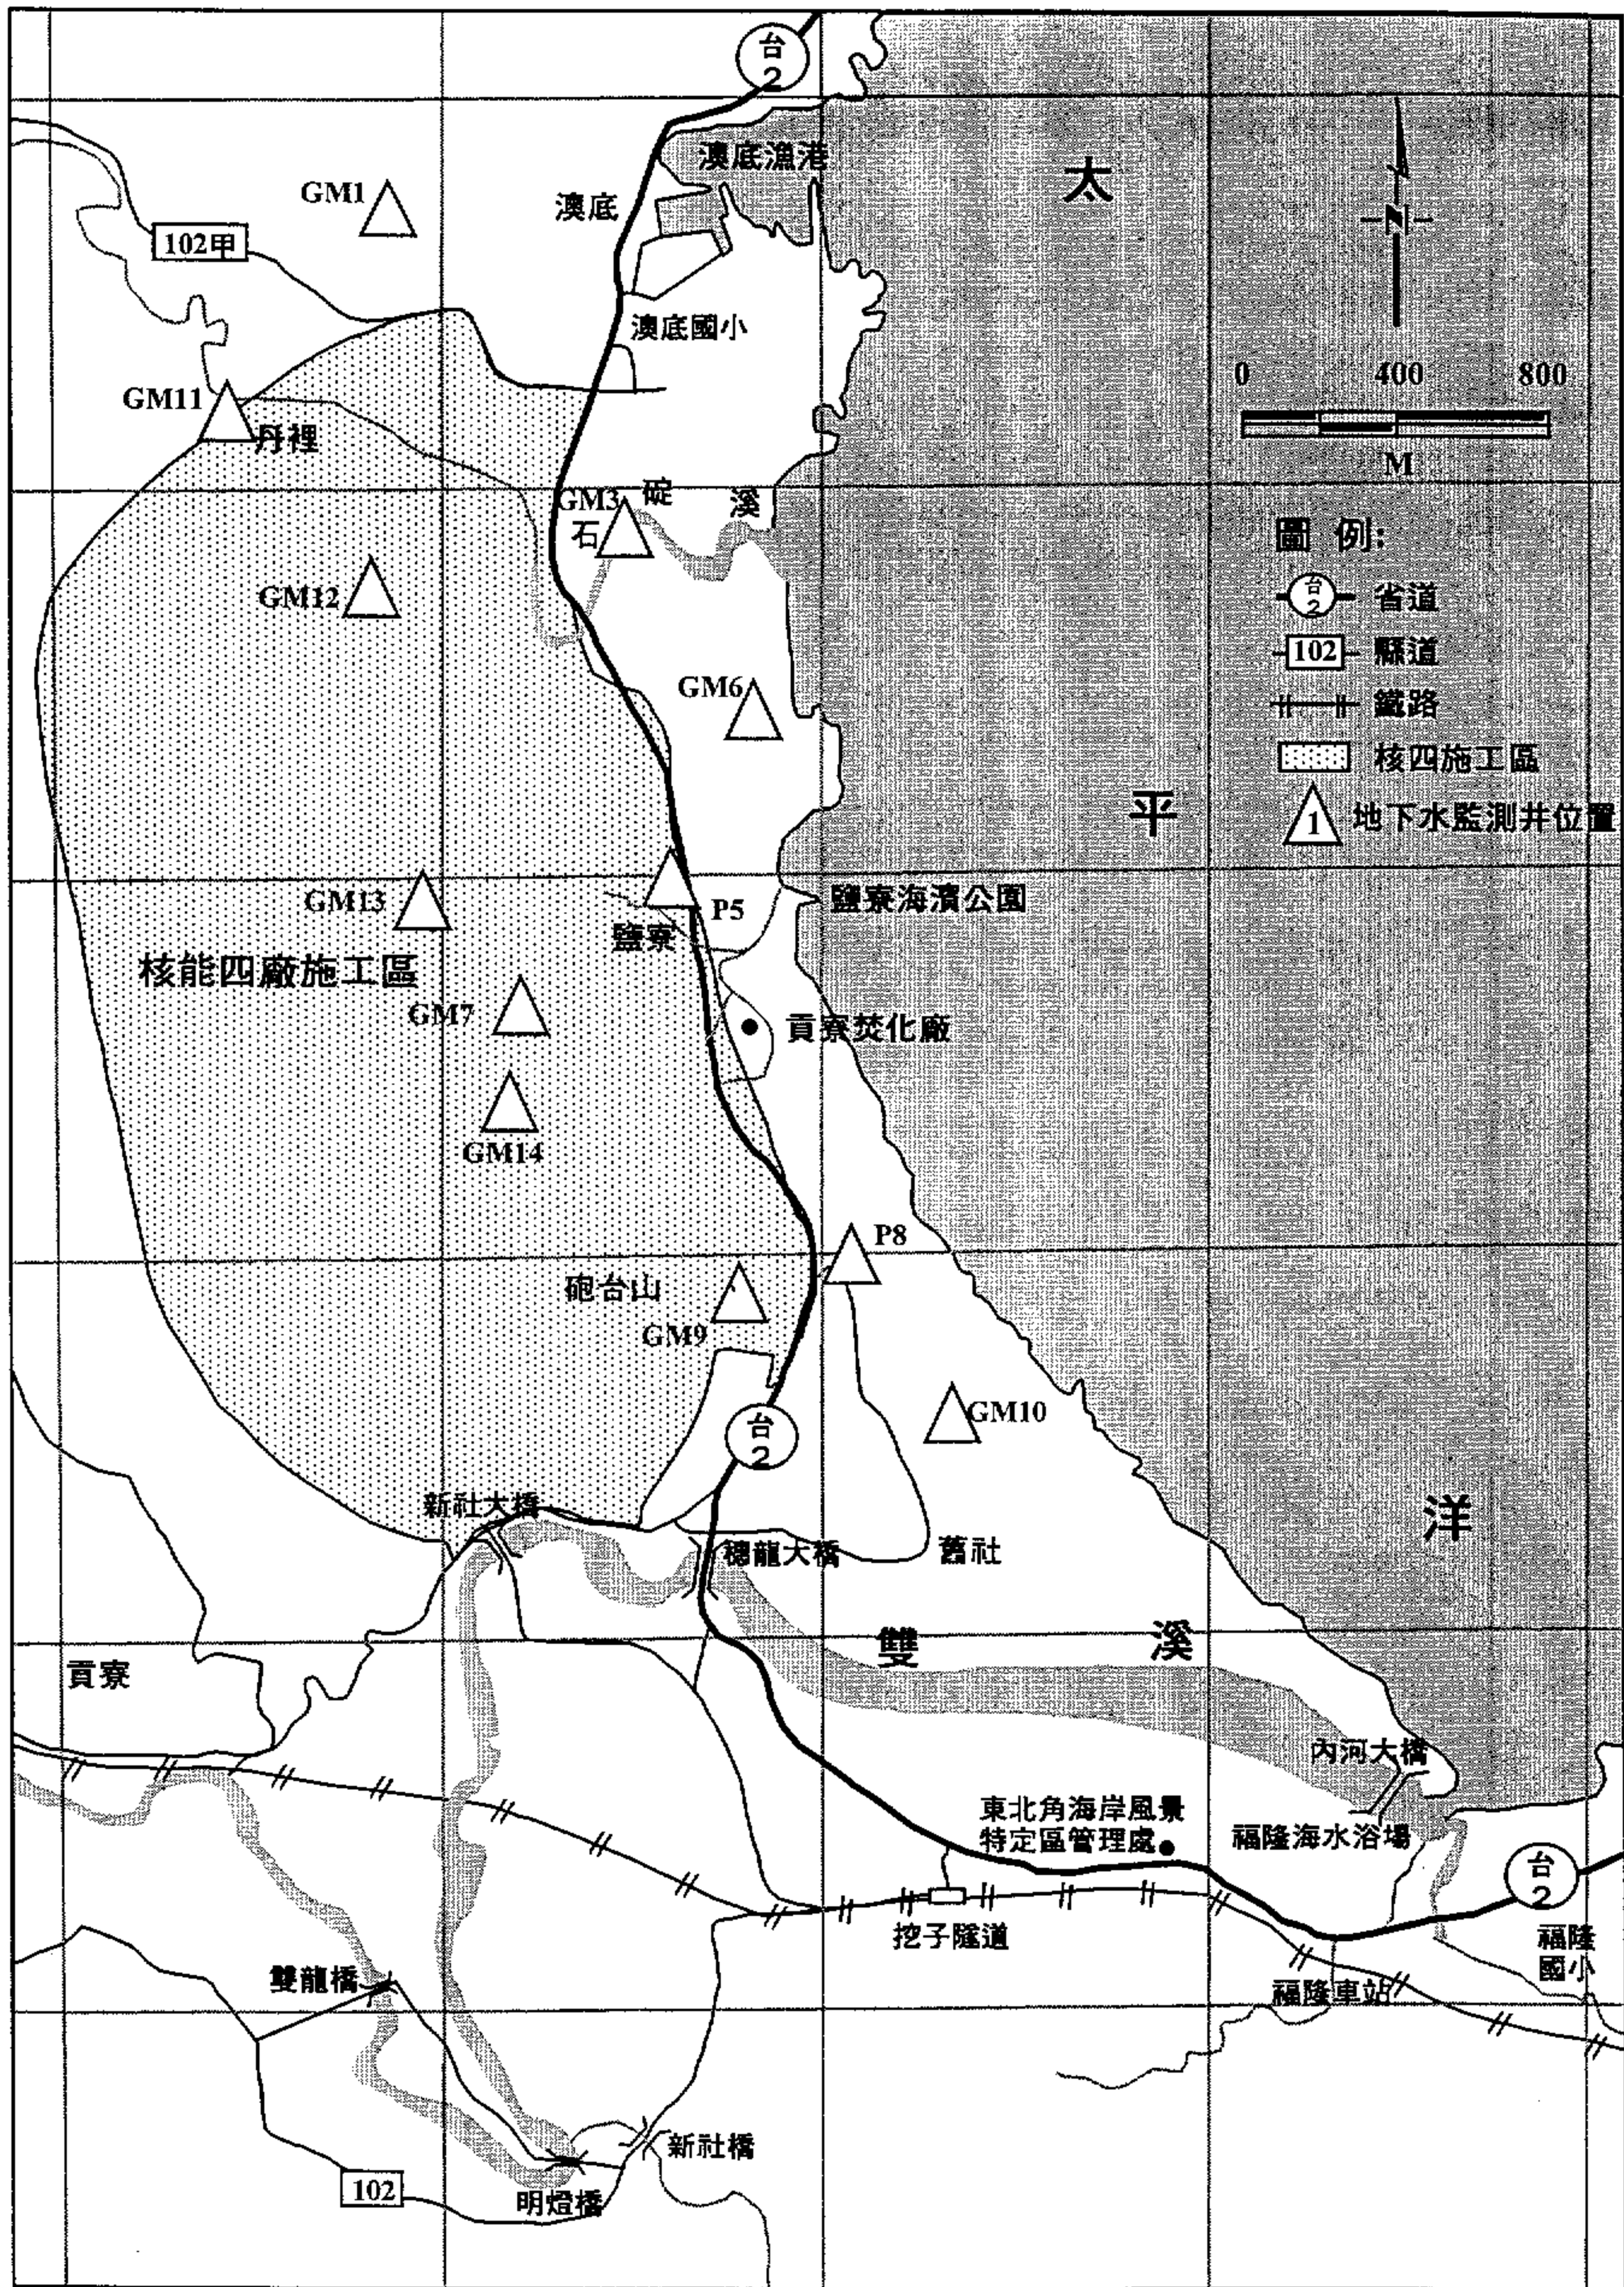 台
2
澳底漁港
太
GM1
澳底
102甲
N
澳底國小
0 400 800
M
GM11
丹裡
GM3
碇
溪
石
圖 例:
台
2
省道
GM12
102
縣道
GM6
鐵路
核四施工區
平
1
地下水監測井位置
GM13
P5
鹽寮海濱公園
鹽寮
核能四廠施工區
GM7
貢寮焚化廠
GM14
P8
砲台山
GM9
GM10
台
2
洋
新社大橋
穗龍大橋
舊社
雙
溪
貢寮
內河大橋
東北角海岸風景
特定區管理處
福隆海水浴場
台
2
挖子隧道
福隆
國小
雙龍橋
福隆車站
新社橋
102
明燈橋